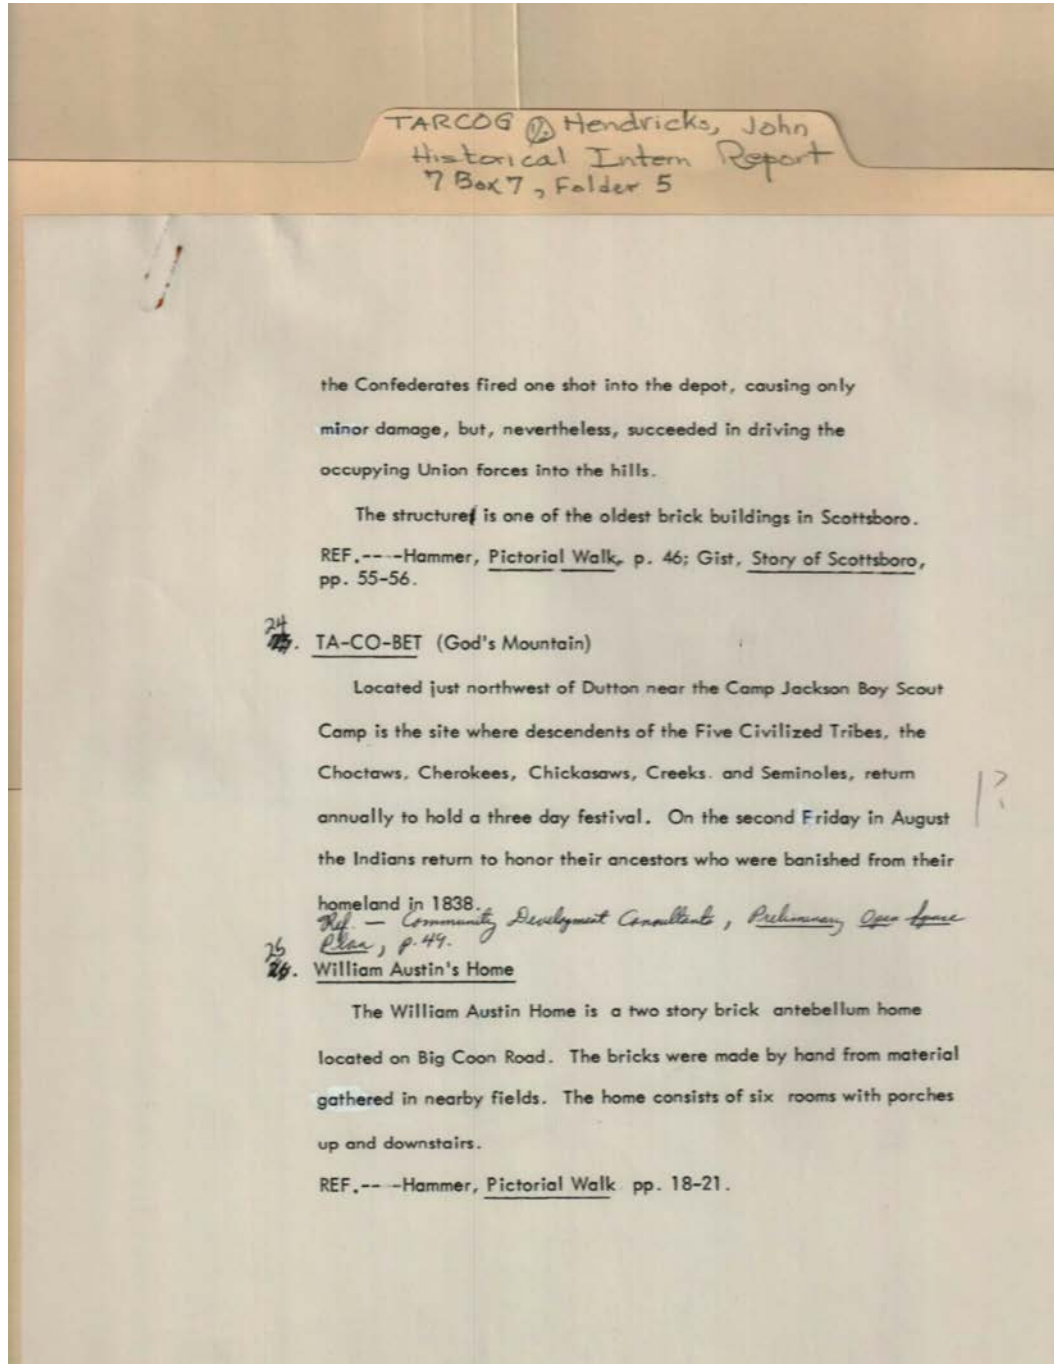 TARCOG Hendricks, John
Historical Intern Report
7 Box 7, Folder 5
the Confederates fired one shot into the depot, causing only
minor damage, but, nevertheless, succeeded in driving the
occupying Union forces into the hills.
The structure is one of the oldest brick buildings in Scottsboro.
REF.-- -Hammer, Pictorial Walk, p. 46; Gist, Story of Scottsboro,
pp. 55-56.
24
. TA-CO-BET (God's Mountain)
Located just northwest of Dutton near the Camp Jackson Boy Scout
Camp is the site where descendents of the Five Civilized Tribes, the
Choctaws, Cherokees, Chickasaws, Creeks. and Seminoles, return
annually to hold a three day festival. On the second Friday in August
!?
the Indians return to honor their ancestors who were banished from their
homeland in 1838.
Ref. — Community Development Consultants, Preliminary Open Space
Plan, p. 49.
25
26. William Austin's Home
The William Austin Home is a two story brick antebellum home
located on Big Coon Road. The bricks were made by hand from material
gathered in nearby fields. The home consists of six rooms with porches
up and downstairs.
REF.-- -Hammer, Pictorial Walk pp. 18-21.